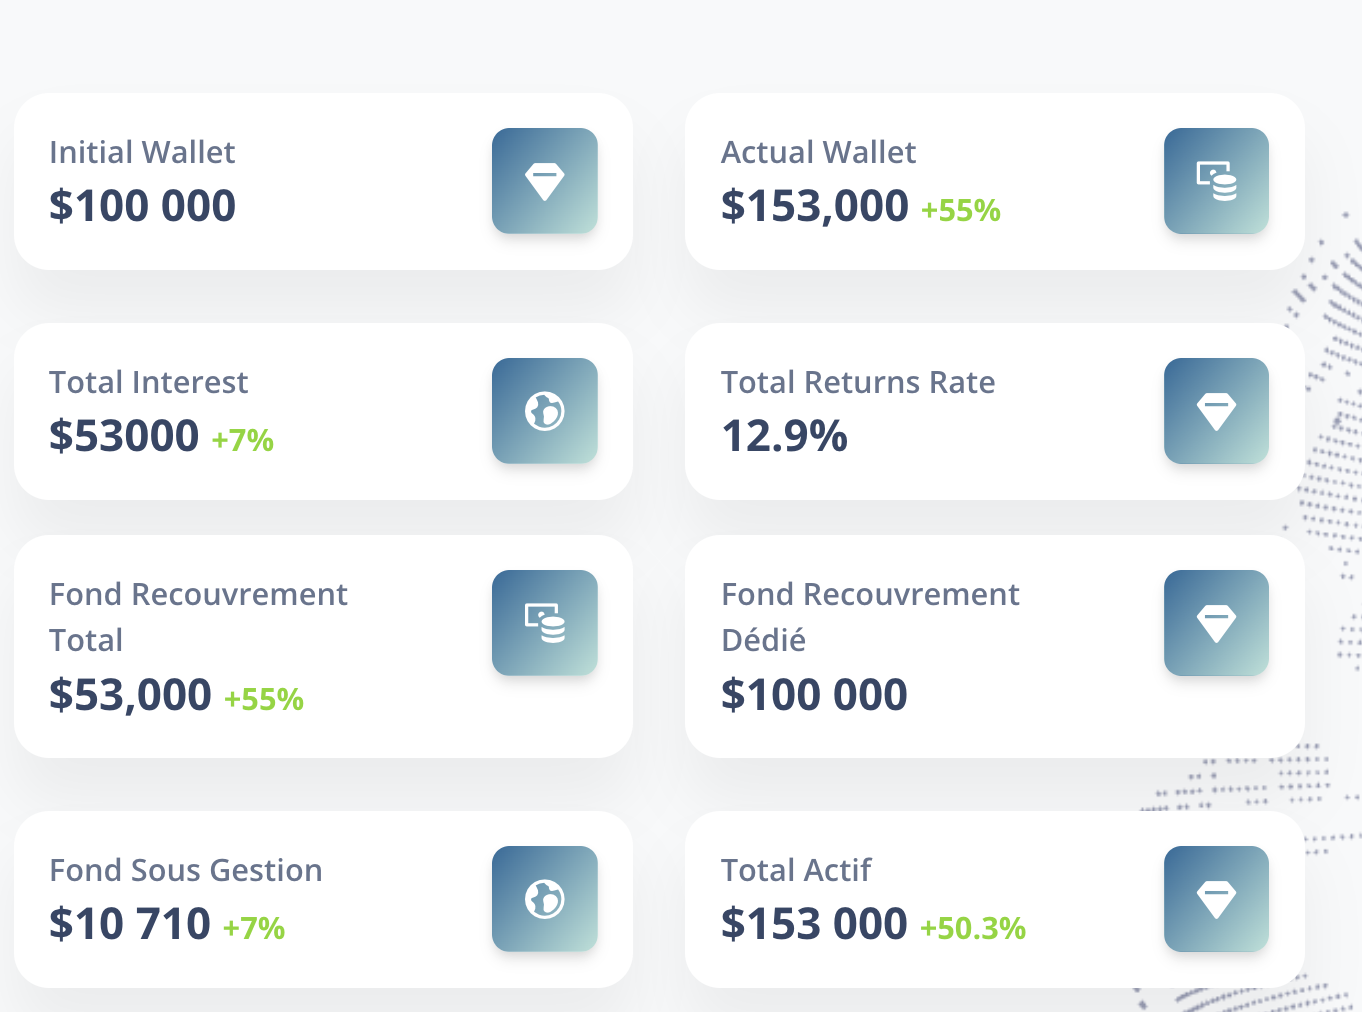 Initial Wallet
$100 000
Actual Wallet
$153,000 +55%
Total Interest
$53000 +7%
Total Returns Rate
12.9%
Fond Recouvrement
Total
$53,000 +55%
Fond Recouvrement
Dédié
$100 000
Fond Sous Gestion
$10 710 +7%
Total Actif
$153 000 +50.3%